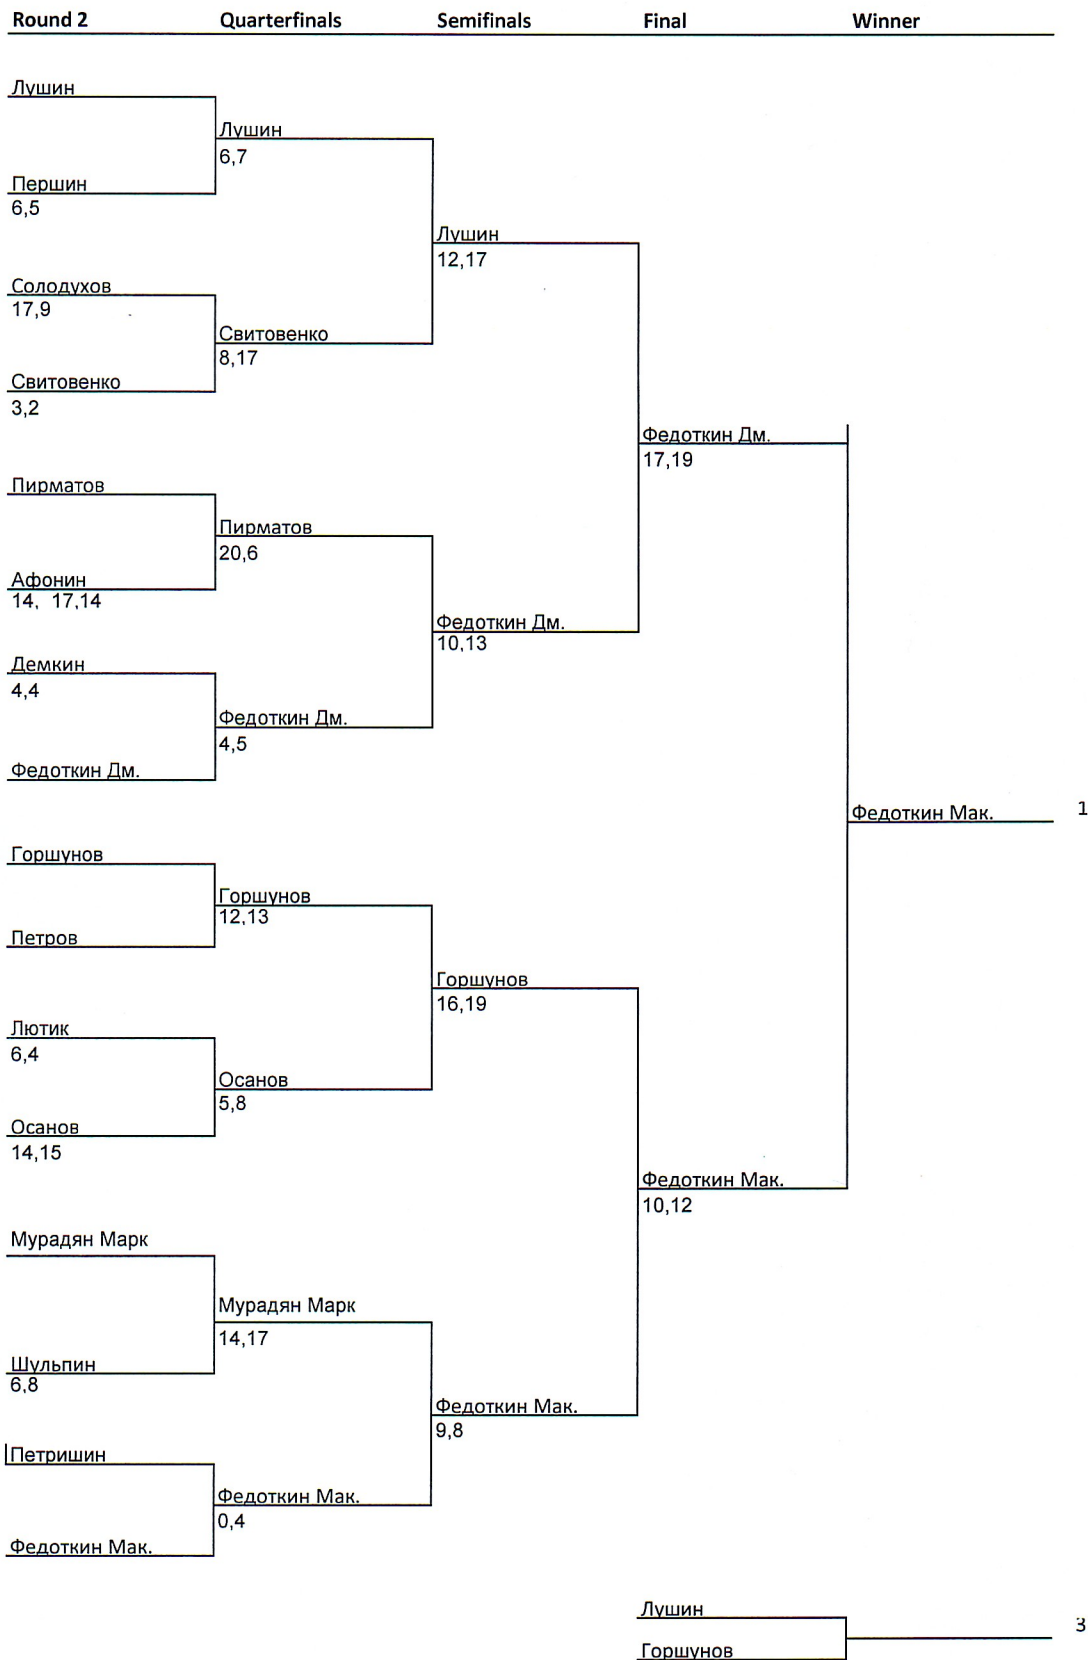 Round 2 Quarterfinals Semifinals Final Winner
Лушин
Лушин
6,7
Першин
6,5
Лушин
12,17
Солодухов
17,9
Свитовенко
8,17
Свитовенко
3,2
Федоткин Дм.
17,19
Пирматов
Пирматов
20,6
Афонин
14, 17,14
Федоткин Дм.
10,13
Демкин
4,4
Федоткин Дм.
4,5
Федоткин Дм.
Федоткин Мак. 1
Горшунов
Горшунов
12,13
Петров
Горшунов
16,19
Лютик
6,4
Осанов
5,8
Осанов
14,15
Федоткин Мак.
10,12
Мурадян Марк
Мурадян Марк
14,17
Шульпин
6,8
Федоткин Мак.
9,8
Петришин
Федоткин Мак.
0,4
Федоткин Мак.
Лушин
3
Горшунов